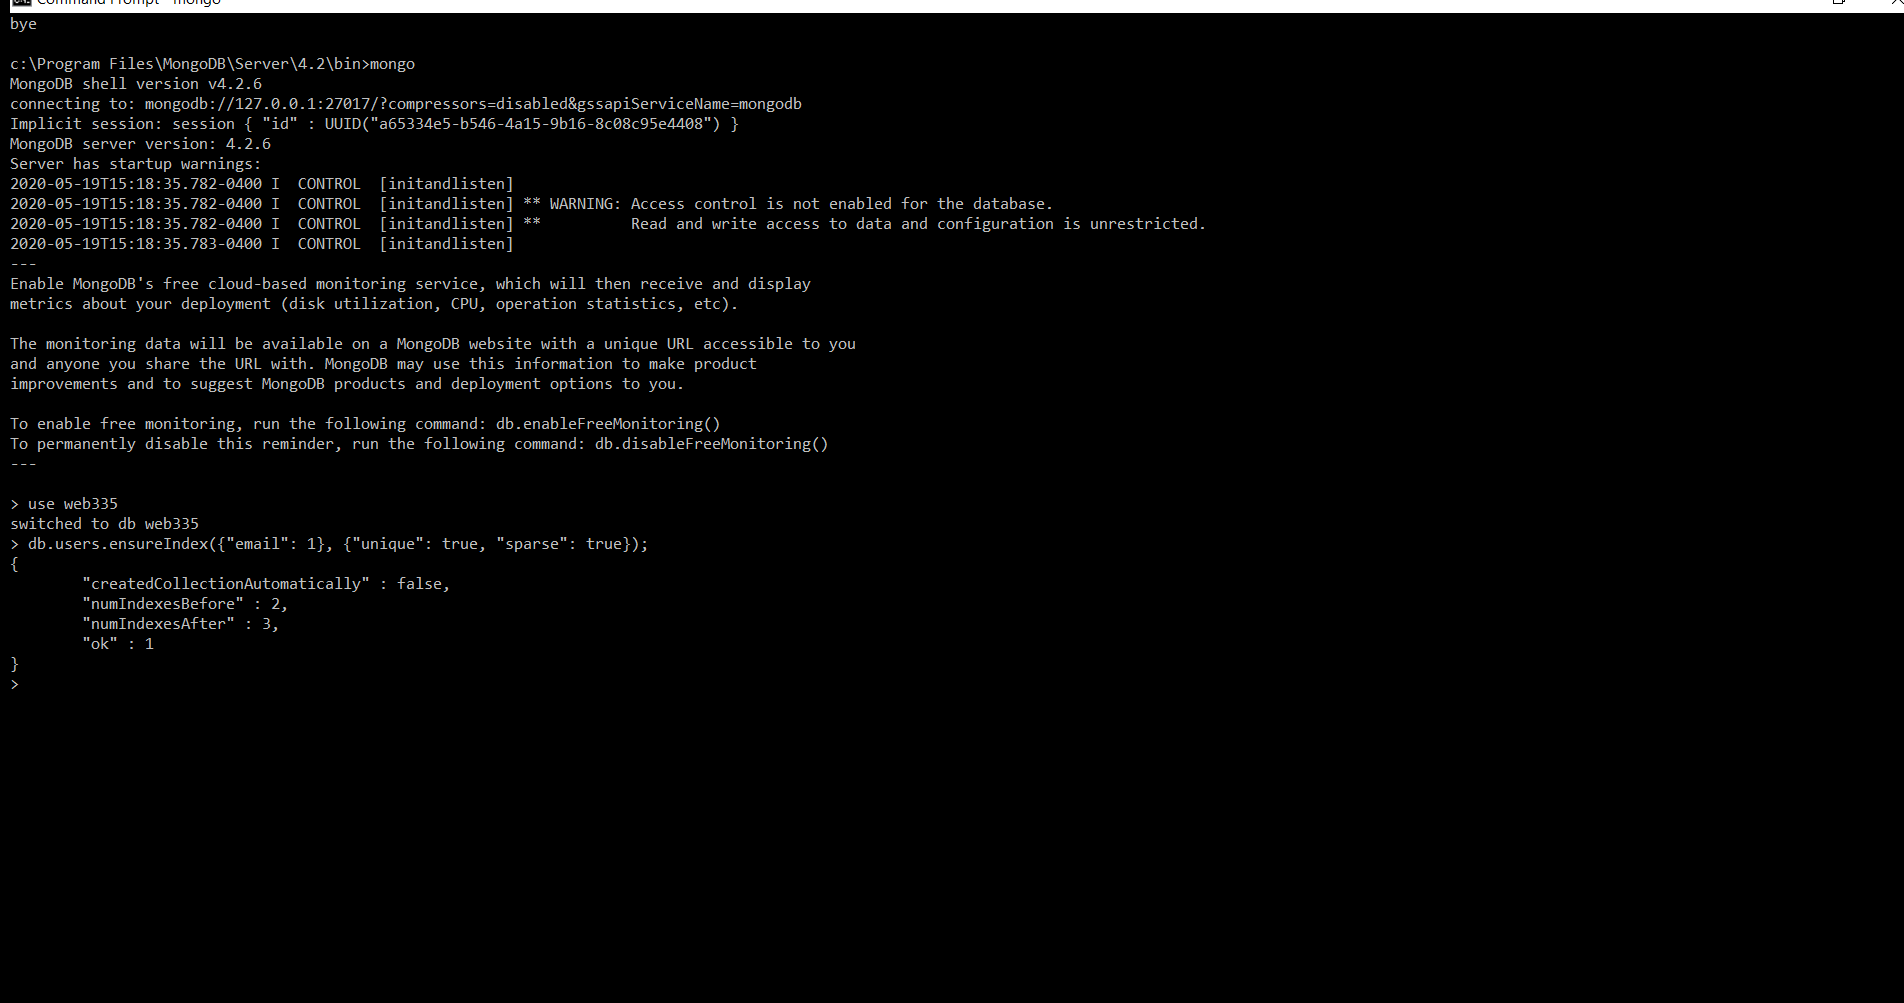 Command Prompt - mongo
bye
c:\Program Files\MongoDB\Server\4.2\bin>mongo
MongoDB shell version v4.2.6
connecting to: mongodb://127.0.0.1:27017/?compressors=disabled&gssapiServiceName=mongodb
Implicit session: session { "id" : UUID("a65334e5-b546-4a15-9b16-8c08c95e4408") }
MongoDB server version: 4.2.6
Server has startup warnings:
2020-05-19T15:18:35.782-0400 I  CONTROL  [initandlisten]
2020-05-19T15:18:35.782-0400 I  CONTROL  [initandlisten] ** WARNING: Access control is not enabled for the database.
2020-05-19T15:18:35.782-0400 I  CONTROL  [initandlisten] **          Read and write access to data and configuration is unrestricted.
2020-05-19T15:18:35.783-0400 I  CONTROL  [initandlisten]
---
Enable MongoDB's free cloud-based monitoring service, which will then receive and display
metrics about your deployment (disk utilization, CPU, operation statistics, etc).
The monitoring data will be available on a MongoDB website with a unique URL accessible to you
and anyone you share the URL with. MongoDB may use this information to make product
improvements and to suggest MongoDB products and deployment options to you.
To enable free monitoring, run the following command: db.enableFreeMonitoring()
To permanently disable this reminder, run the following command: db.disableFreeMonitoring()
---
> use web335
switched to db web335
> db.users.ensureIndex({"email": 1}, {"unique": true, "sparse": true});
{
        "createdCollectionAutomatically" : false,
        "numIndexesBefore" : 2,
        "numIndexesAfter" : 3,
        "ok" : 1
}
>